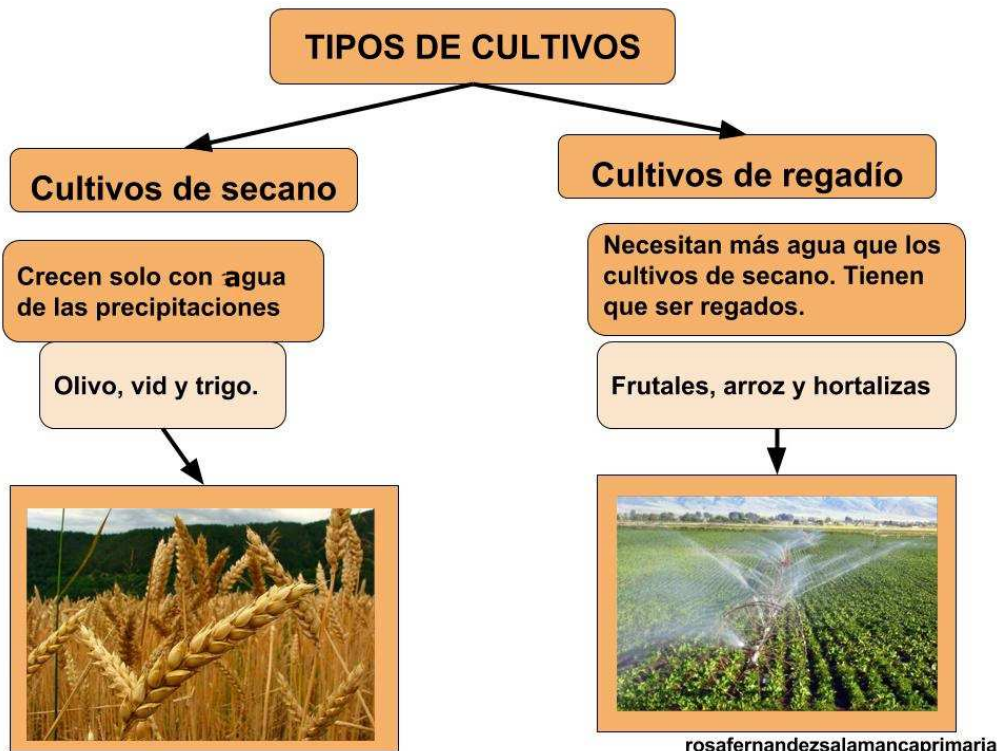 TIPOS DE CULTIVOS
Cultivos de secano
Crecen solo con agua
de las precipitaciones
Olivo, vid y trigo.
Cultivos de regadío
Necesitan más agua que los
cultivos de secano. Tienen
que ser regados.
Frutales, arroz y hortalizas
rosafernandezsalamancaprimaria